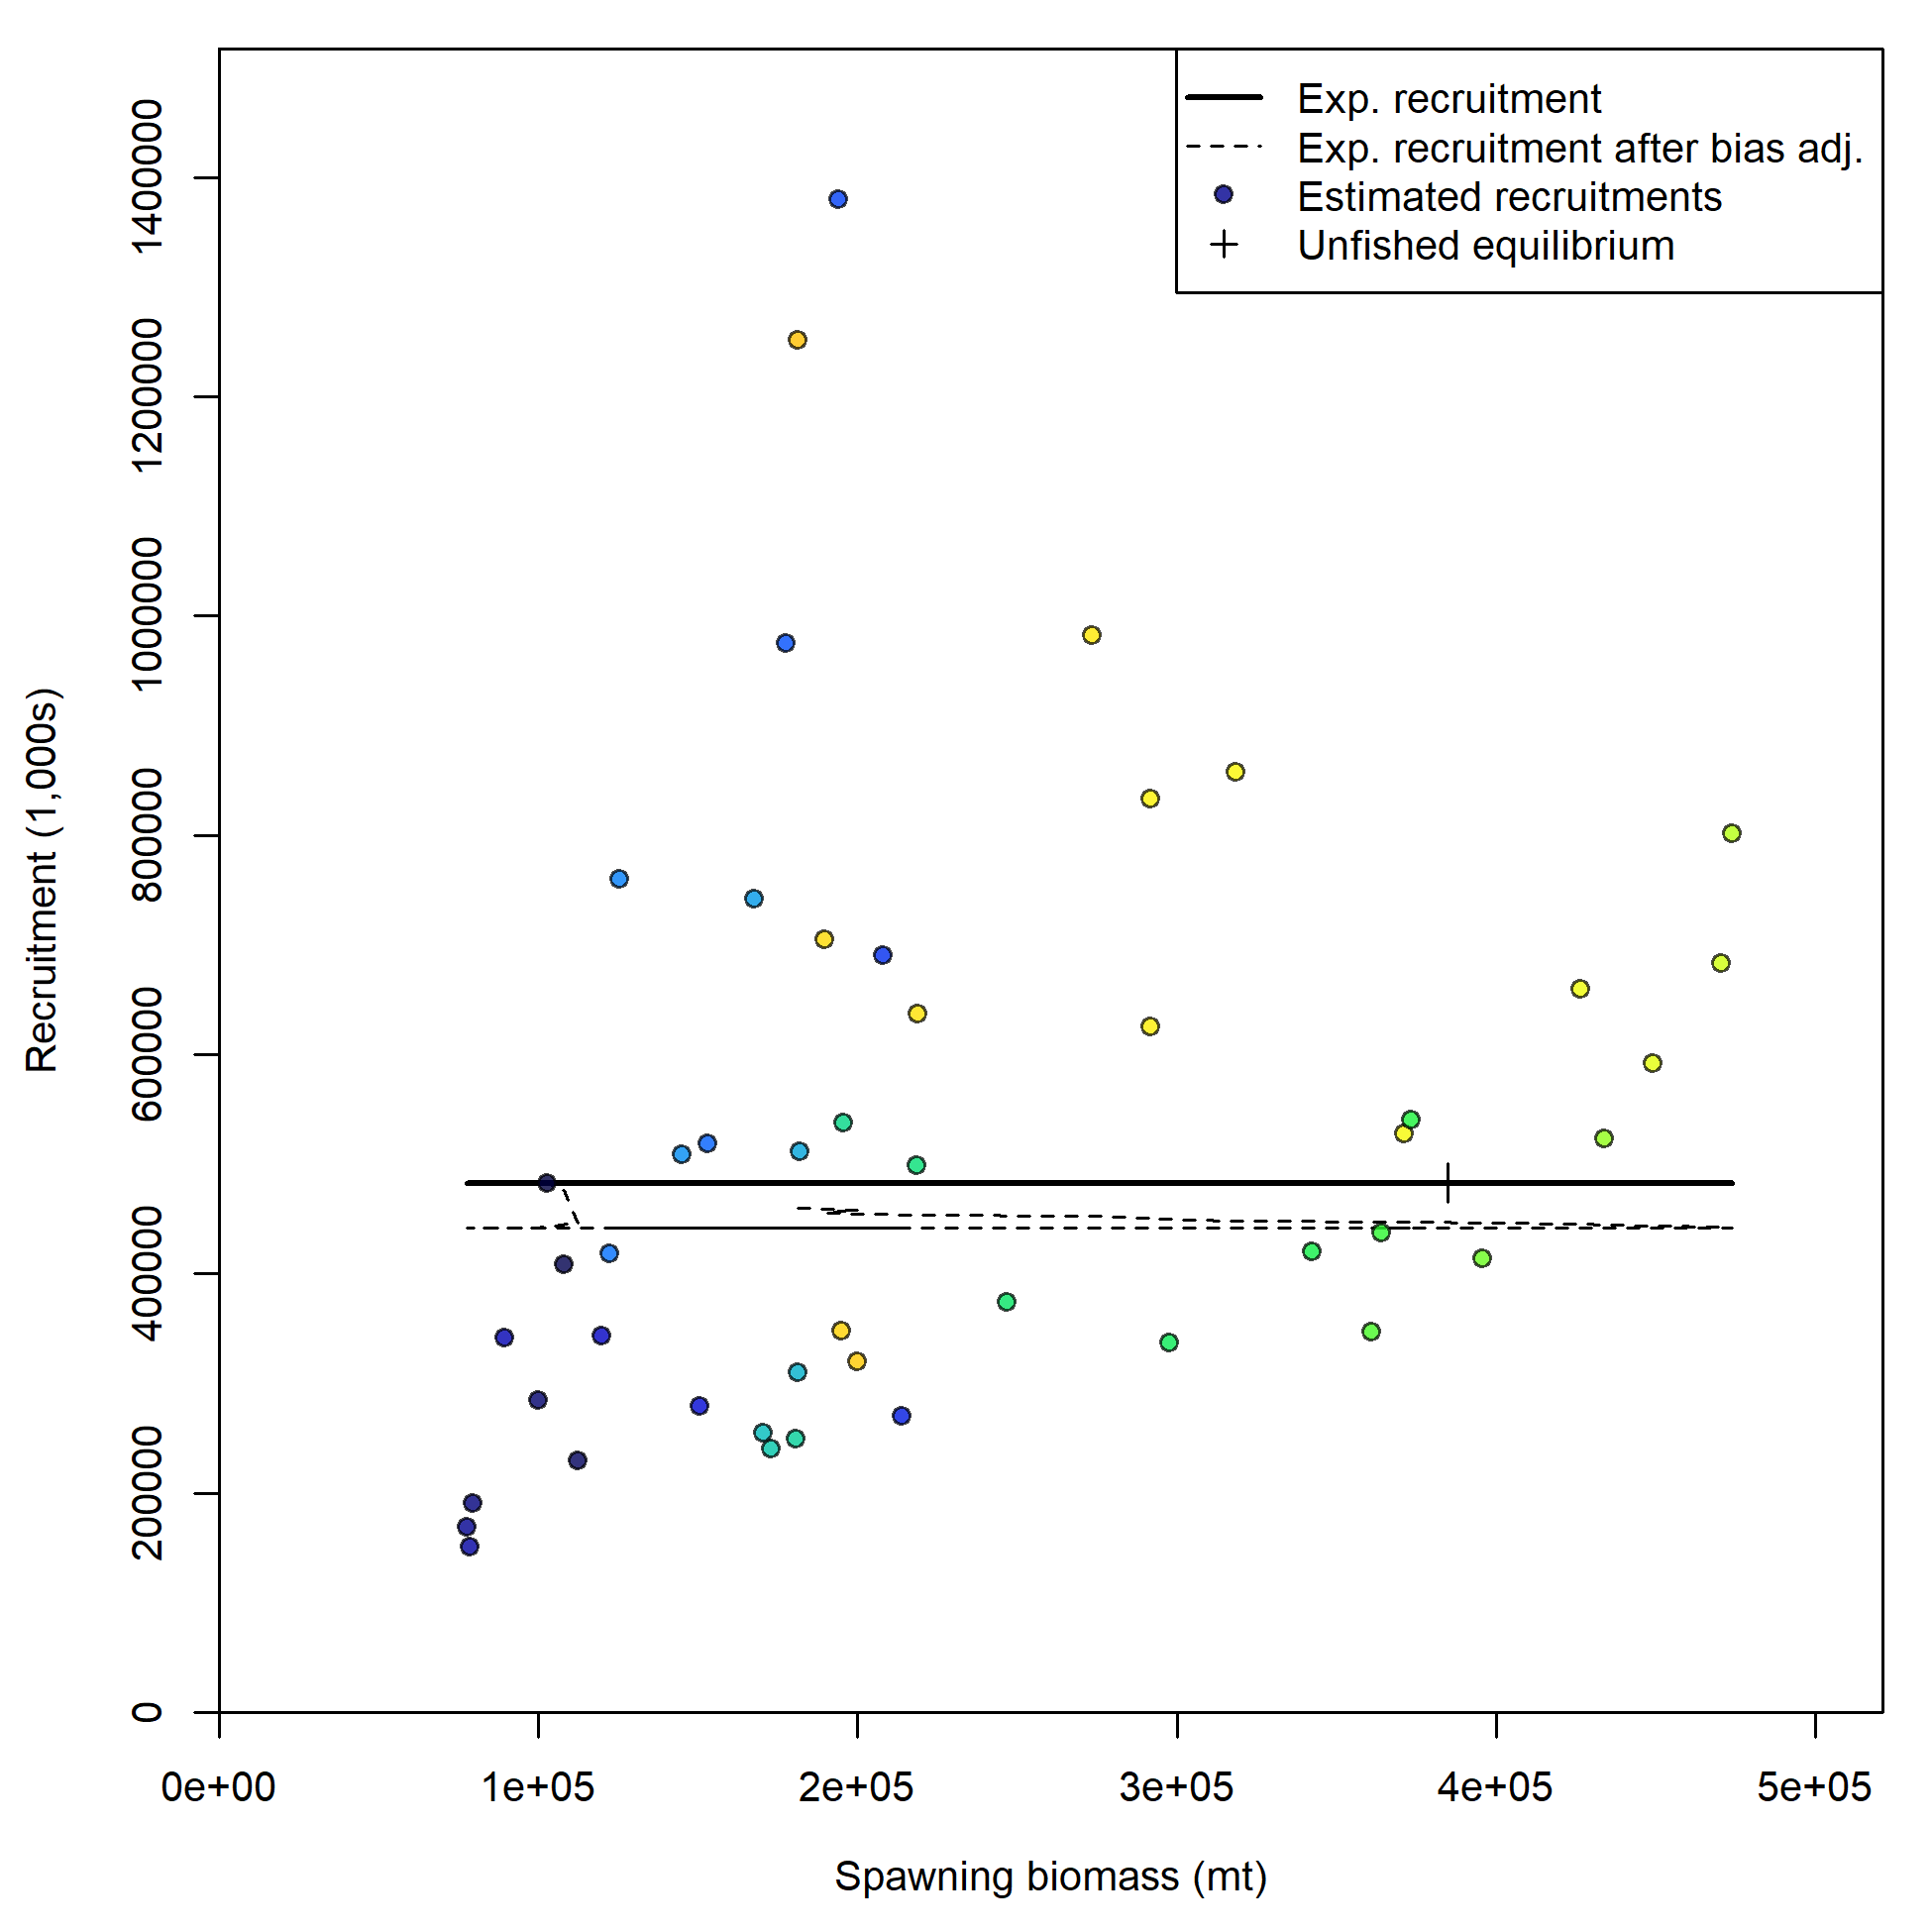 Exp. recruitment
Exp. recruitment after bias adj.
Estimated recruitments
Unfished equilibrium
Recruitment (1,000s)
1400000
1200000
1000000
800000
600000
400000
200000
0
0e+00 1e+05 2e+05 3e+05 4e+05 5e+05
Spawning biomass (mt)